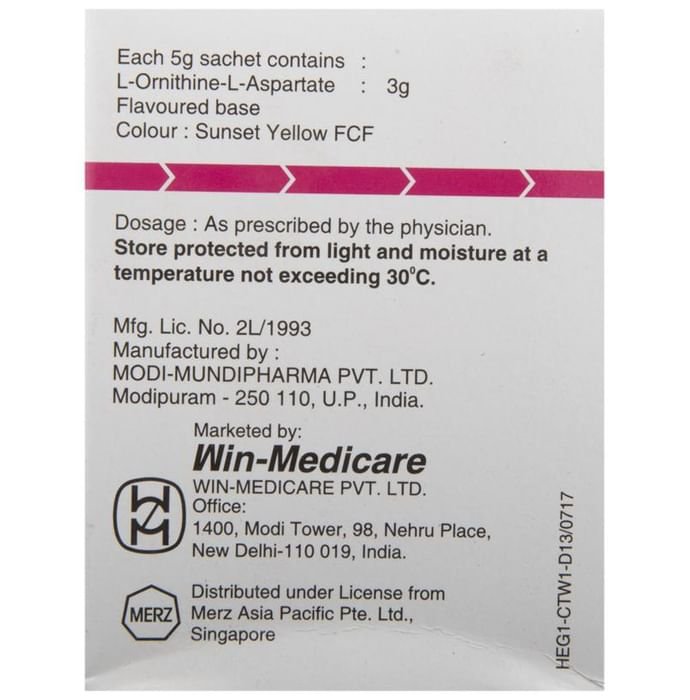 Each 5g sachet contains :
L-Ornithine-L-Aspartate : 3g
Flavoured base
Colour : Sunset Yellow FCF
Dosage : As prescribed by the physician.
Store protected from light and moisture at a
temperature not exceeding 30⁰C.
Mfg. Lic. No. 2L/1993
Manufactured by :
MODI-MUNDIPHARMA PVT. LTD.
Modipuram - 250 110, U.P., India.
Marketed by:
Win-Medicare
WIN-MEDICARE PVT. LTD.
Office:
1400, Modi Tower, 98, Nehru Place,
New Delhi-110 019, India.
MERZ
Distributed under License from
Merz Asia Pacific Pte. Ltd.,
Singapore
HEG1-CTW1-D13/0717